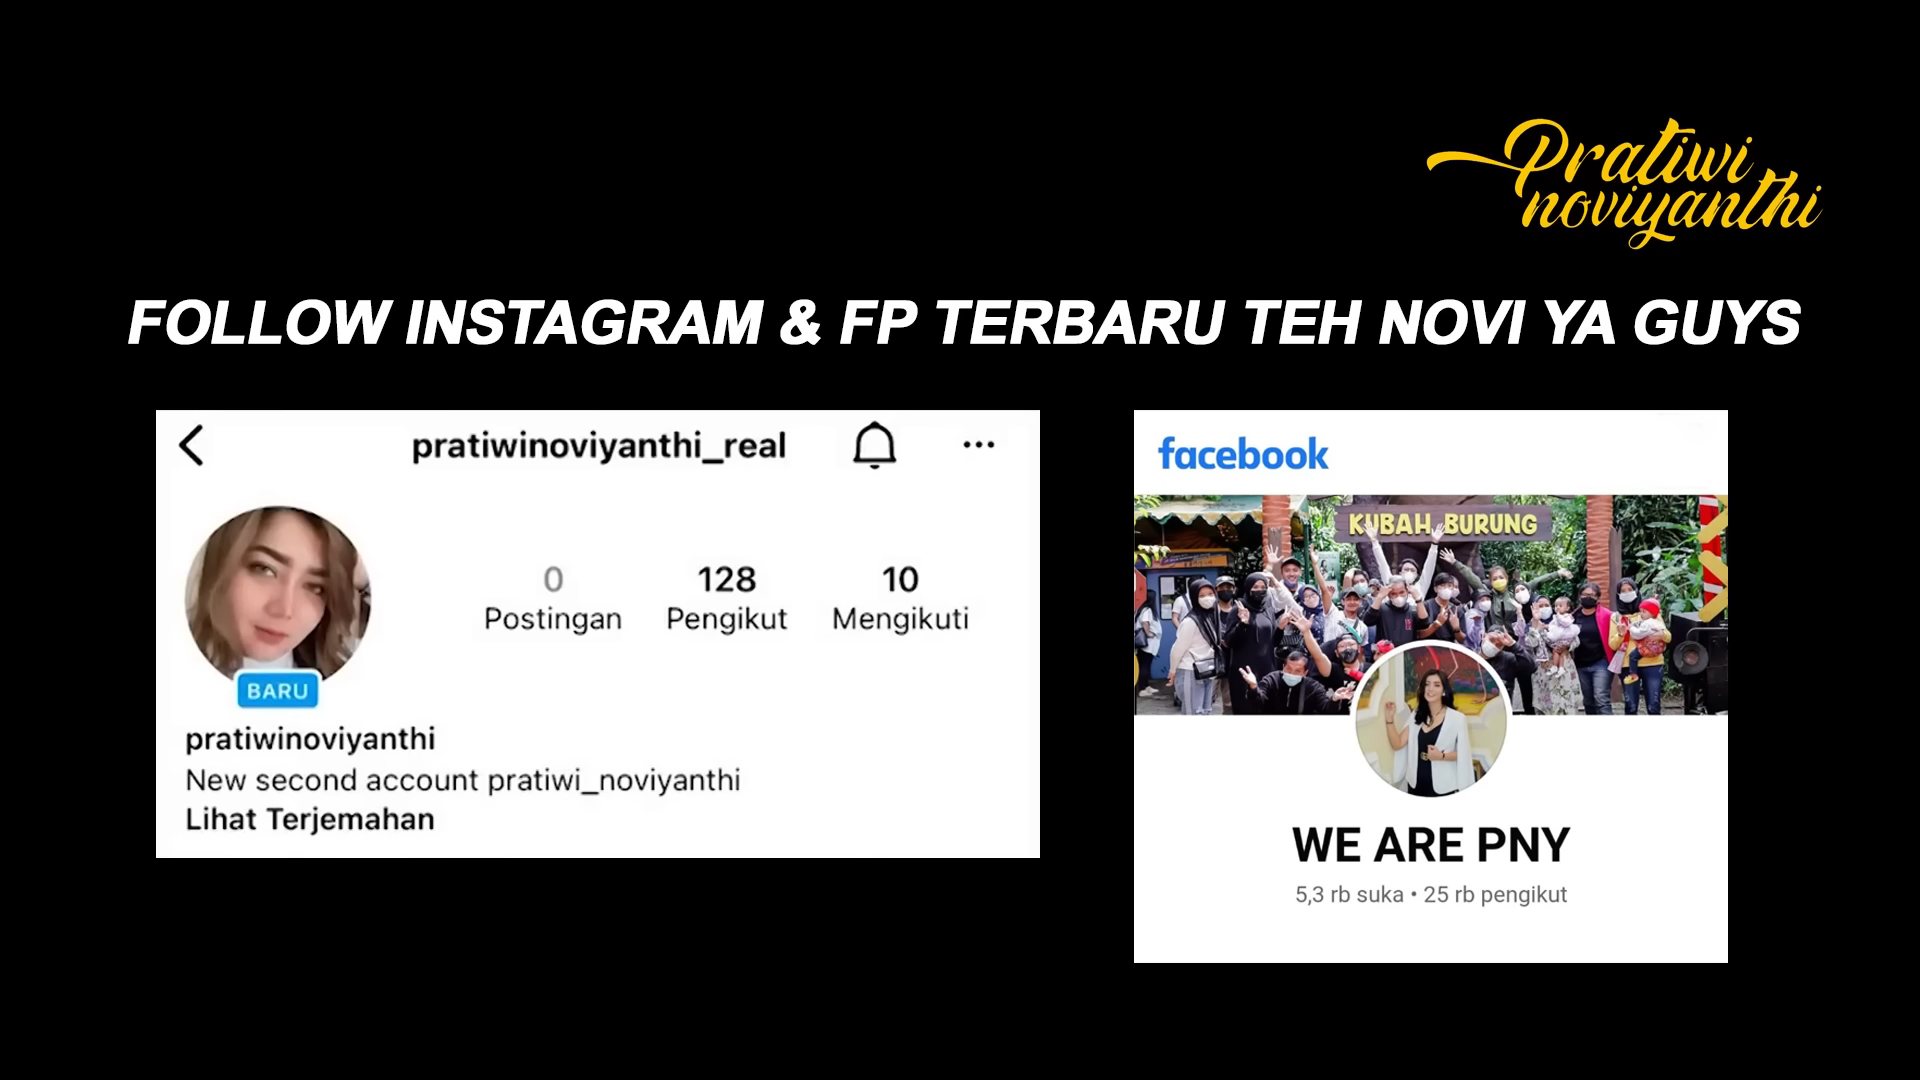 Pratiwi
noviyanthi
FOLLOW INSTAGRAM & FP TERBARU TEH NOVI YA GUYS
pratiwinoviyanthi_real
0
Postingan
128
Pengikut
10
Mengikuti
BARU
pratiwinoviyanthi
New second account pratiwi_noviyanthi
Lihat Terjemahan
facebook
KUBAH BURUNG
WE ARE PNY
5,3 rb suka • 25 rb pengikut